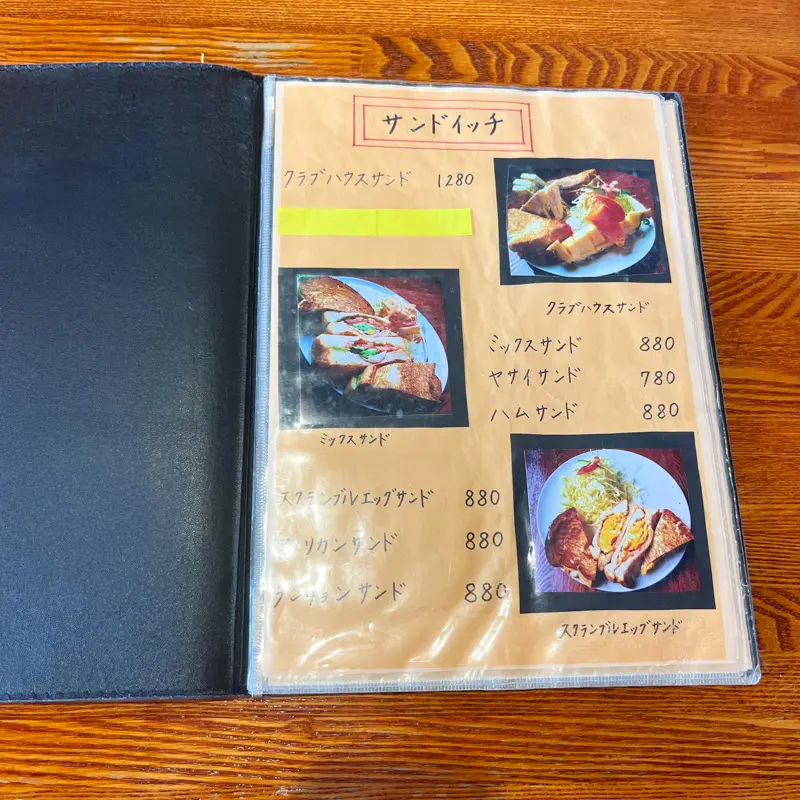 サンドイッチ
クラブハウスサンド 1280
クラブハウスサンド
ミックスサンド 880
ヤサイサンド 780
ハムサンド 880
ミックスサンド
スクランブルエッグサンド 880
880
サンド 880
スクランブルエッグサンド